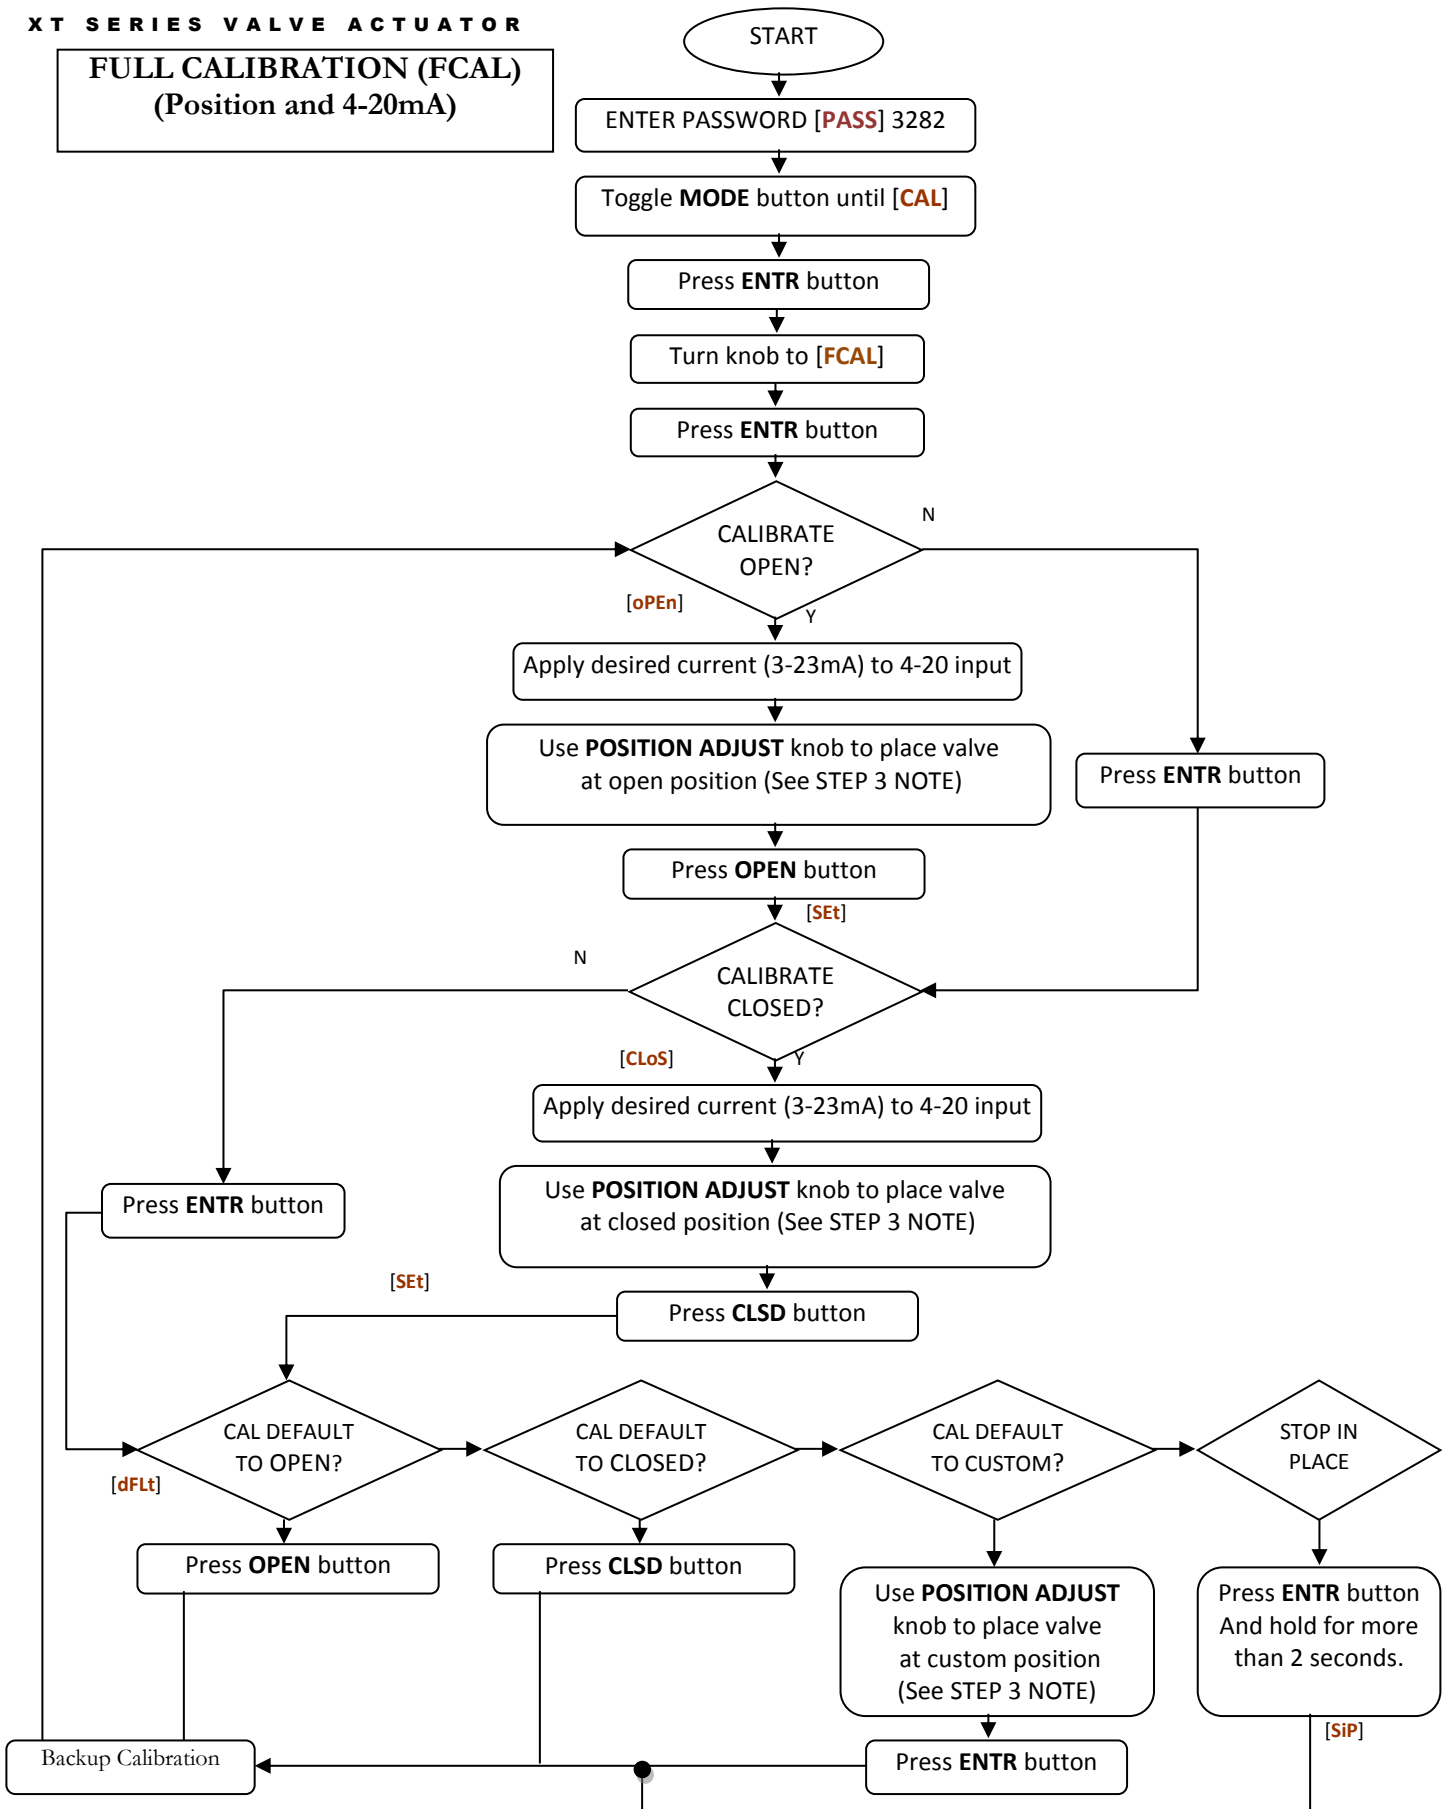 XT SERIES VALVE ACTUATOR
FULL CALIBRATION (FCAL)
(Position and 4-20mA)
START
ENTER PASSWORD [PASS] 3282
Toggle MODE button until [CAL]
Press ENTR button
Turn knob to [FCAL]
Press ENTR button
CALIBRATE
OPEN?
N
[oPEn]
Y
Apply desired current (3-23mA) to 4-20 input
Use POSITION ADJUST knob to place valve
at open position (See STEP 3 NOTE)
Press ENTR button
Press OPEN button
[SEt]
N
CALIBRATE
CLOSED?
[CLoS]
Y
Apply desired current (3-23mA) to 4-20 input
Press ENTR button
Use POSITION ADJUST knob to place valve
at closed position (See STEP 3 NOTE)
[SEt]
Press CLSD button
CAL DEFAULT
TO OPEN?
CAL DEFAULT
TO CLOSED?
CAL DEFAULT
TO CUSTOM?
STOP IN
PLACE
[dFLt]
Press OPEN button
Press CLSD button
Use POSITION ADJUST
knob to place valve
at custom position
(See STEP 3 NOTE)
Press ENTR button
And hold for more
than 2 seconds.
[SiP]
Backup Calibration
Press ENTR button